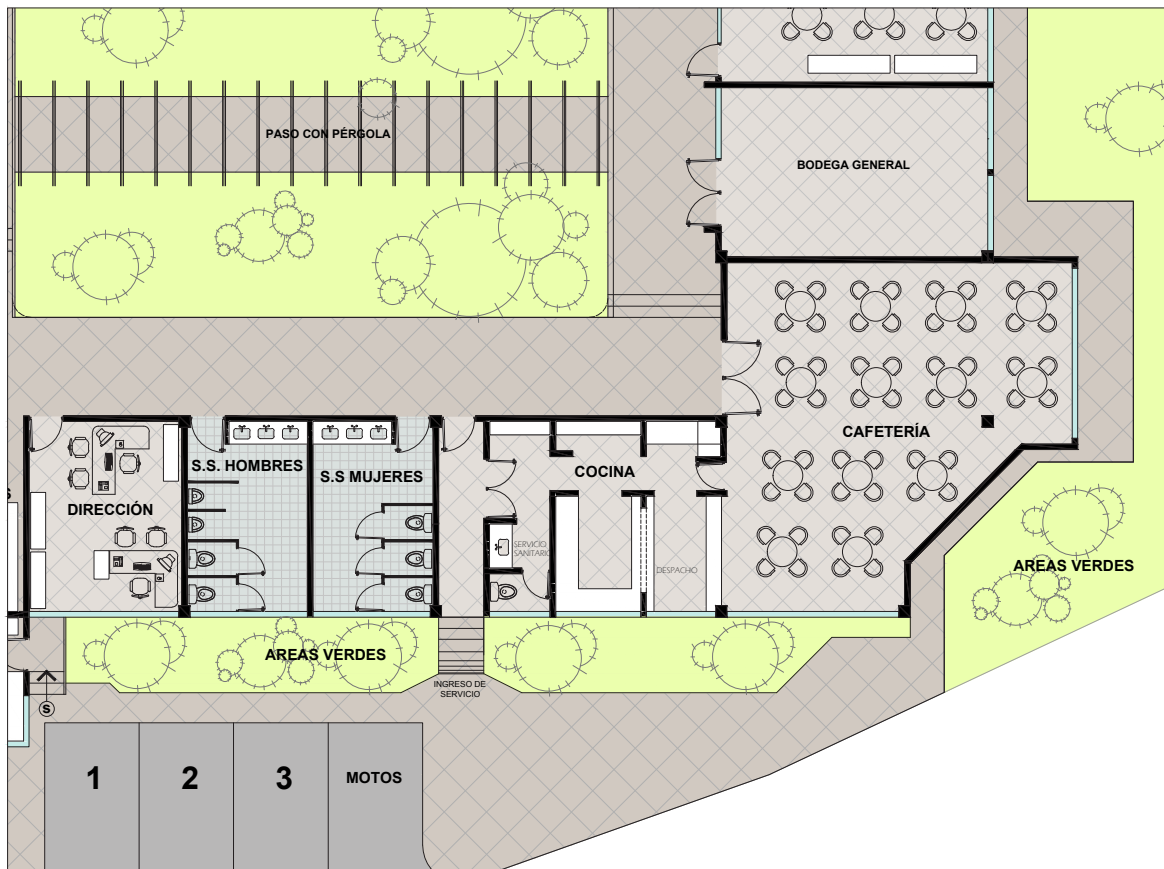 PASO CON PÉRGOLA
BODEGA GENERAL
CAFETERÍA
S.S. HOMBRES
S.S MUJERES
COCINA
DIRECCIÓN
SERVICIO
SANITARIO
DESPACHO
AREAS VERDES
AREAS VERDES
INGRESO DE
SERVICIO
S
1
2
3
MOTOS